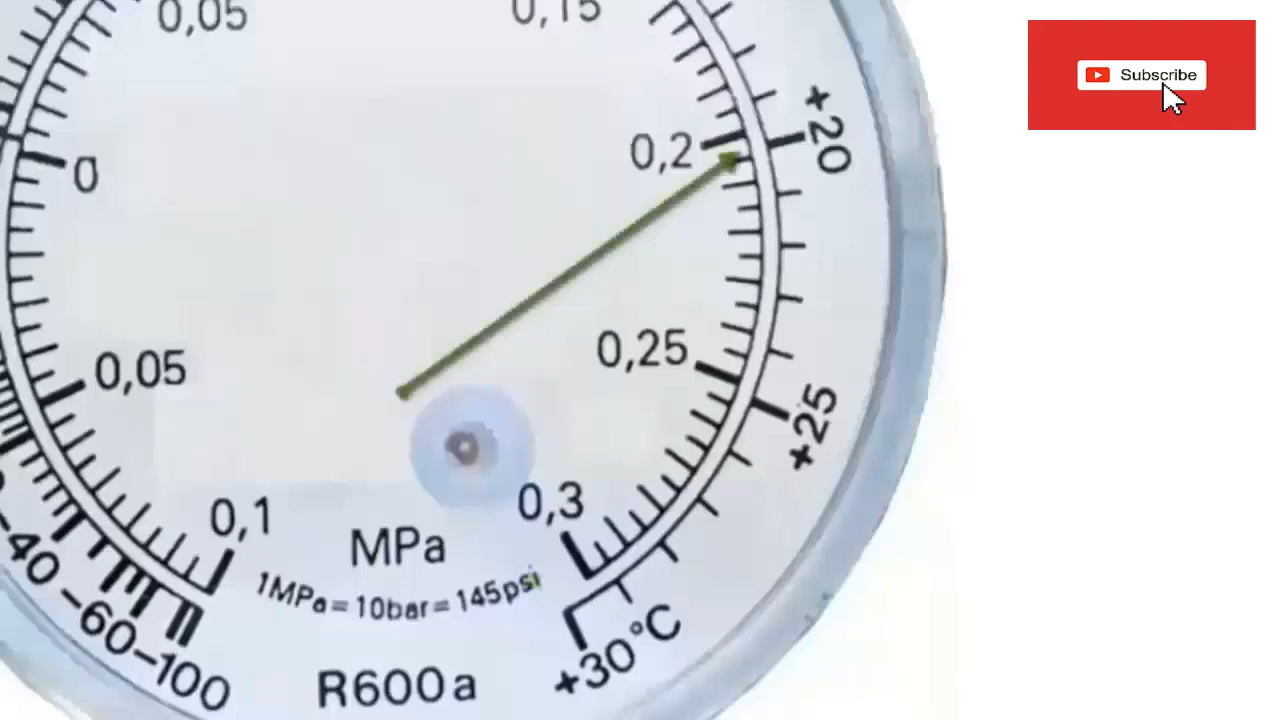 0,05
0,15
Subscribe
+20
0,2
0
0,25
0,05
+25
0,1
0,3
MPa
1MPa=10bar=145psi
-40
-60
-100
+30°C
R600a